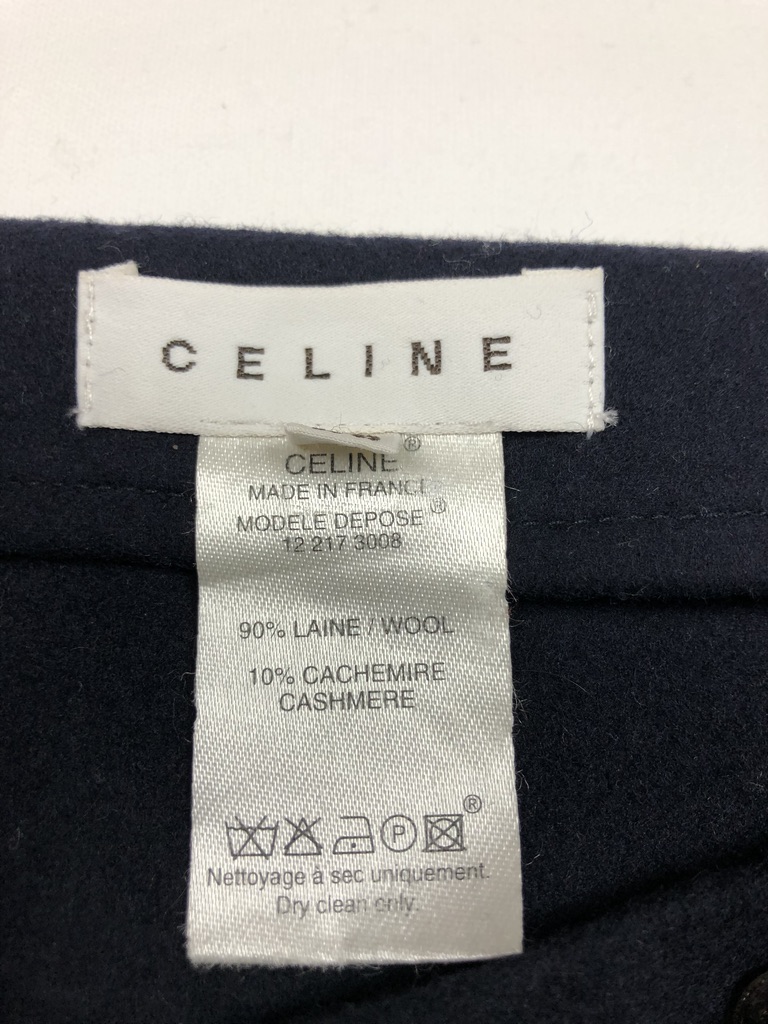 CELINE
®
CELINE
MADE IN FRANCE
MODELE DEPOSE ®
12 217 3008
90% LAINE / WOOL
10% CACHEMIRE
CASHMERE
P ®
Nettoyage à sec uniquement.
Dry clean only.